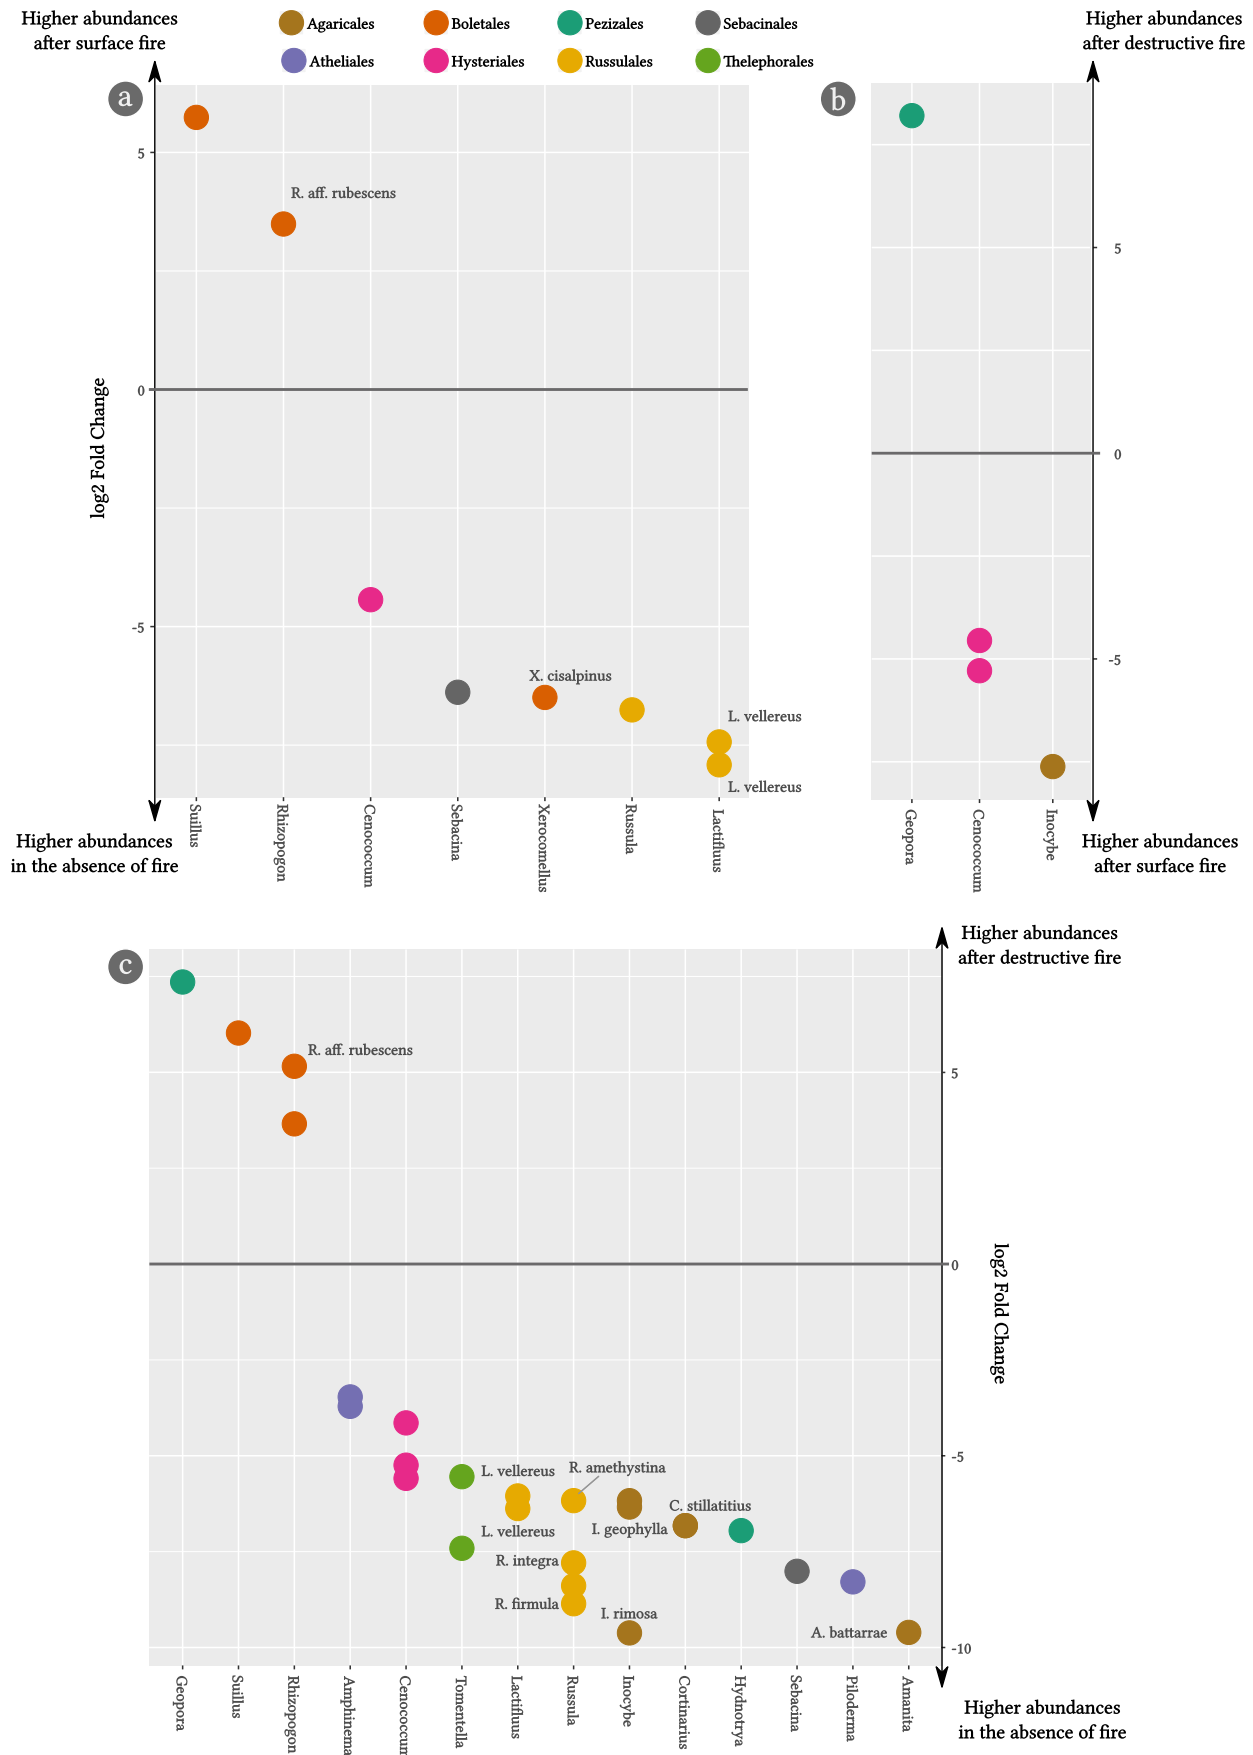 Higher abundances
after surface fire
Agaricales
Boletales
Pezizales
Sebacinales
Atheliales
Hysteriales
Russulales
Thelephorales
Higher abundances
after destructive fire
a
b
R. aff. rubescens
5
0
-5
log2 Fold Change
X. cisalpinus
L. vellereus
L. vellereus
Suillus
Rhizopogon
Cenococcum
Sebacina
Xerocomellus
Russula
Lactifluus
Higher abundances
in the absence of fire
5
0
-5
Geopora
Cenococcum
Inocybe
Higher abundances
after surface fire
c
Higher abundances
after destructive fire
R. aff. rubescens
5
0
-5
-10
log2 Fold Change
L. vellereus
R. amethystina
C. stillatitius
I. geophylla
L. vellereus
R. integra
R. firmula
I. rimosa
A. battarrae
Geopora
Suillus
Rhizopogon
Amphinema
Cenococcum
Tomentella
Lactifluus
Russula
Inocybe
Cortinarius
Hydnotrya
Sebacina
Piloderma
Amanita
Higher abundances
in the absence of fire